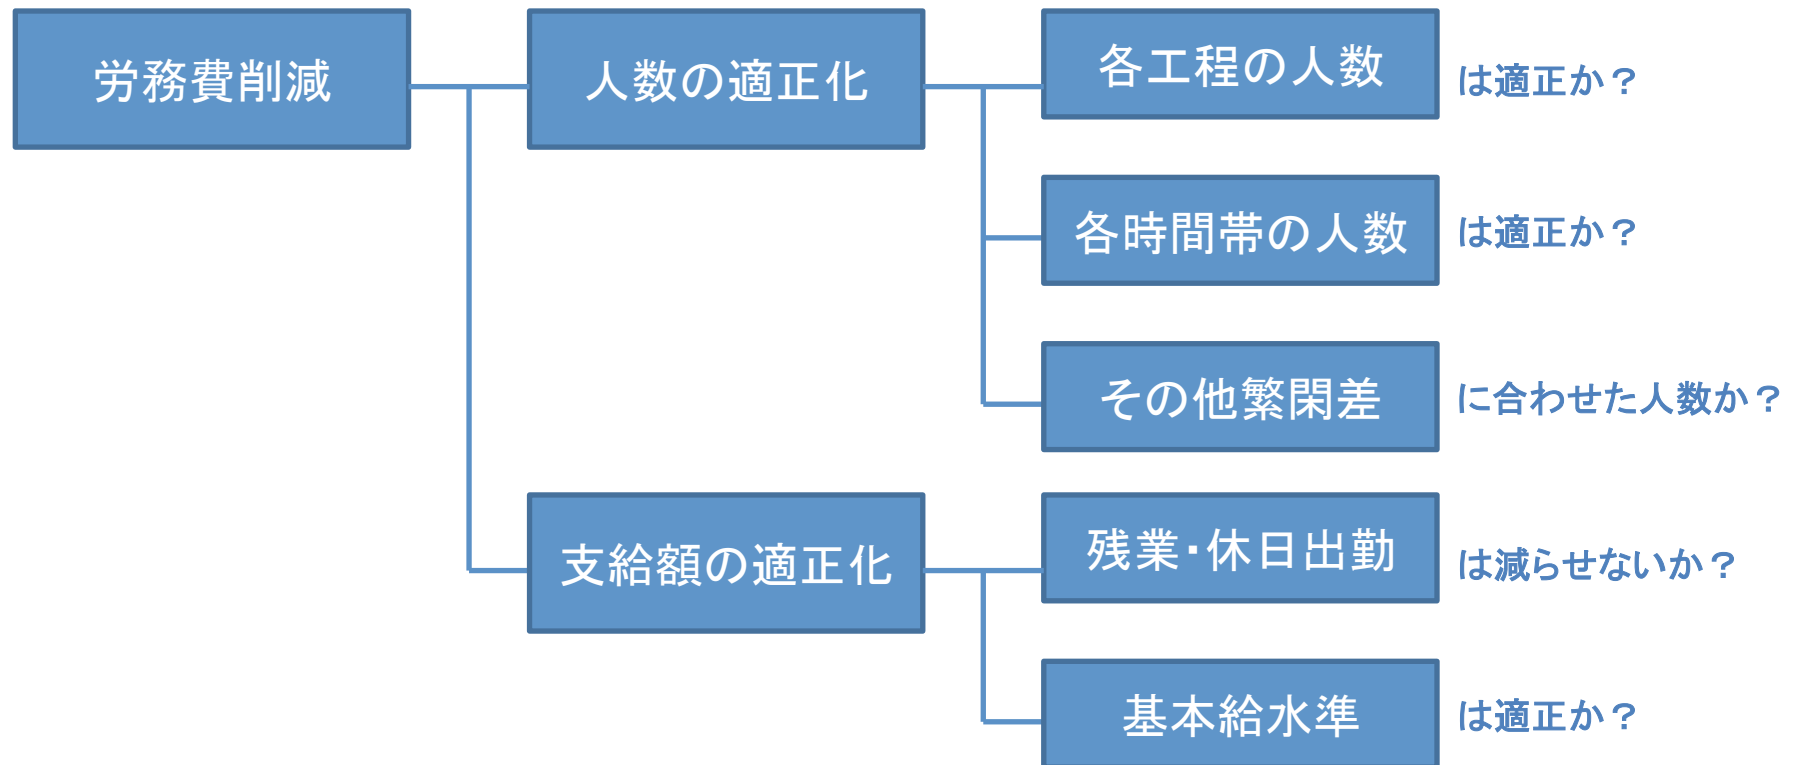 労務費削減
人数の適正化
各工程の人数 は適正か？
各時間帯の人数 は適正か？
その他繁閑差 に合わせた人数か？
支給額の適正化
残業・休日出勤 は減らせないか？
基本給水準 は適正か？